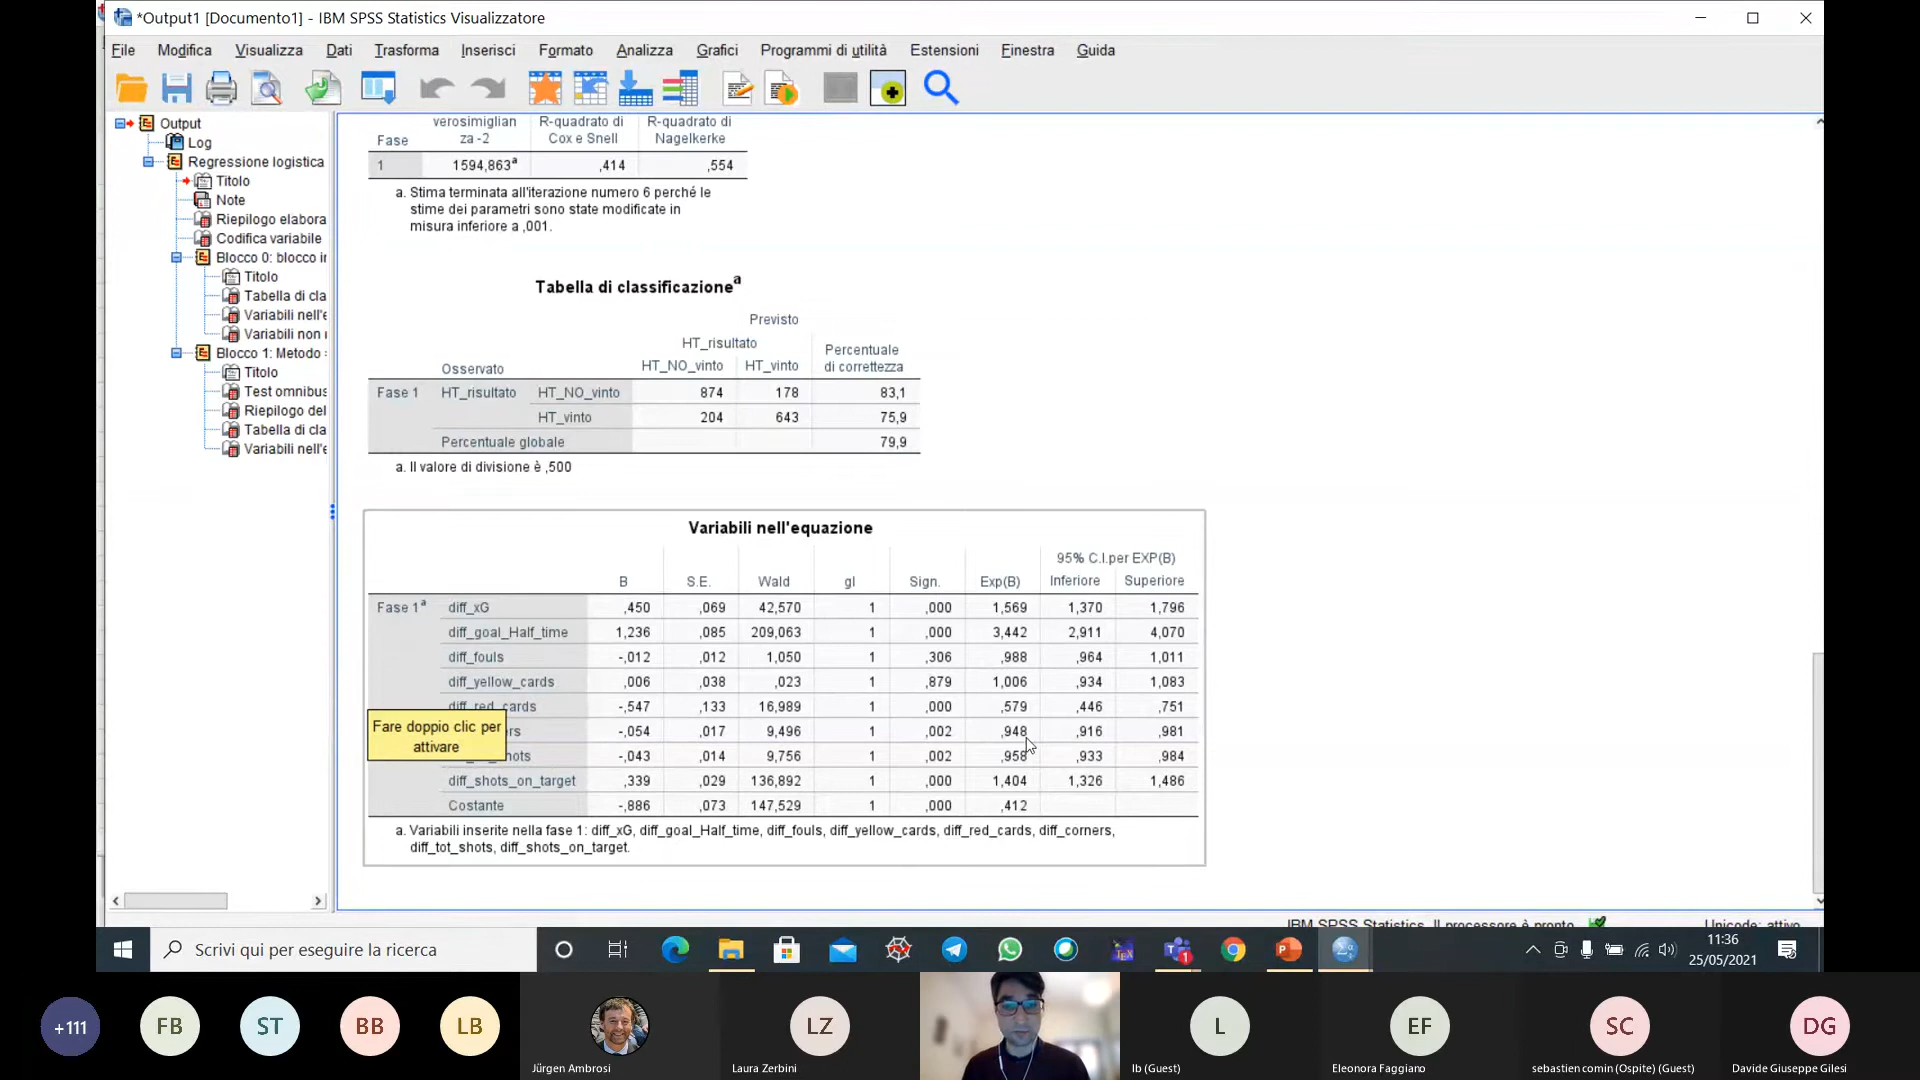 *Output1 [Documento1] - IBM SPSS Statistics Visualizzatore
File Modifica Visualizza Dati Trasforma Inserisci Formato Analizza Grafici Programmi di utilità Estensioni Finestra Guida
Output
Log
Regressione logistica
Titolo
Note
Riepilogo elabora
Codifica variabile
Blocco 0: blocco in
Titolo
Tabella di cla
Variabili nell'e
Variabili non
Blocco 1: Metodo
Titolo
Test omnibus
Riepilogo del
Tabella di cla
Variabili nell'e
Fase verosimiglian za -2 R-quadrato di Cox e Snell R-quadrato di Nagelkerke
1 1594,863a ,414 ,554
a. Stima terminata all'iterazione numero 6 perché le
stime dei parametri sono state modificate in
misura inferiore a ,001.
Tabella di classificazionea
Previsto
HT_risultato Percentuale di correttezza
Osservato HT_NO_vinto HT_vinto
Fase 1 HT_risultato HT_NO_vinto 874 178 83,1
HT_vinto 204 643 75,9
Percentuale globale 79,9
a. Il valore di divisione è ,500
Variabili nell'equazione
95% C.I.per EXP(B)
B S.E. Wald gl Sign. Exp(B) Inferiore Superiore
Fase 1a diff_xG ,450 ,069 42,570 1 ,000 1,569 1,370 1,796
diff_goal_Half_time 1,236 ,085 209,063 1 ,000 3,442 2,911 4,070
diff_fouls -,012 ,012 1,050 1 ,306 ,988 ,964 1,011
diff_yellow_cards ,006 ,038 ,023 1 ,879 1,006 ,934 1,083
diff_red_cards -,547 ,133 16,989 1 ,000 ,579 ,446 ,751
rs -,054 ,017 9,496 1 ,002 ,948 ,916 ,981
hots -,043 ,014 9,756 1 ,002 ,958 ,933 ,984
diff_shots_on_target ,339 ,029 136,892 1 ,000 1,404 1,326 1,486
Costante -,886 ,073 147,529 1 ,000 ,412
Fare doppio clic per
attivare
a. Variabili inserite nella fase 1: diff_xG, diff_goal_Half_time, diff_fouls, diff_yellow_cards, diff_red_cards, diff_corners,
diff_tot_shots, diff_shots_on_target.
IBM SPSS Statistics Il processore è pronto Unicode: attivo
Scrivi qui per eseguire la ricerca
11:36
25/05/2021
+111 FB ST BB LB LZ L EF SC DG
Jürgen Ambrosi Laura Zerbini lb (Guest) Eleonora Faggiano sebastien comin (Ospite) (Guest) Davide Giuseppe Gilesi